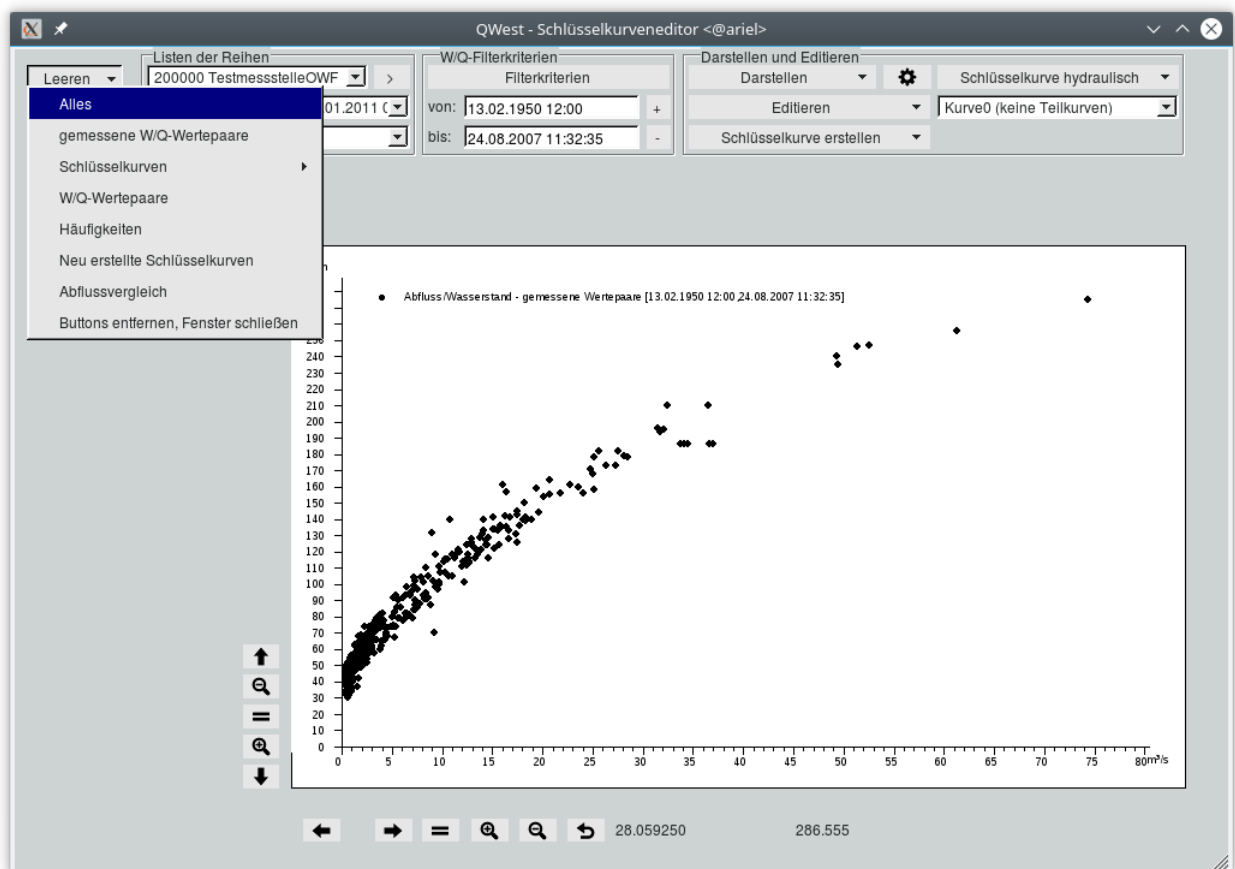 QWest - Schlüsselkurveneditor <@ariel>
Leeren
Listen der Reihen
200000 TestmessstelleOWF
>
01.2011
W/Q-Filterkriterien
Filterkriterien
von: 13.02.1950 12:00 +
bis: 24.08.2007 11:32:35 -
Darstellen und Editieren
Darstellen
Schlüsselkurve hydraulisch
Editieren
Kurve0 (keine Teilkurven)
Schlüsselkurve erstellen
Alles
gemessene W/Q-Wertepaare
Schlüsselkurven
W/Q-Wertepaare
Häufigkeiten
Neu erstellte Schlüsselkurven
Abflussvergleich
Buttons entfernen, Fenster schließen
Abfluss/Wasserstand - gemessene Wertepaare [13.02.1950 12:00,24.08.2007 11:32:35]
240
230
220
210
200
190
180
170
160
150
140
130
120
110
100
90
80
70
60
50
40
30
20
10
0
0 5 10 15 20 25 30 35 40 45 50 55 60 65 70 75 80 m³/s
28.059250 286.555